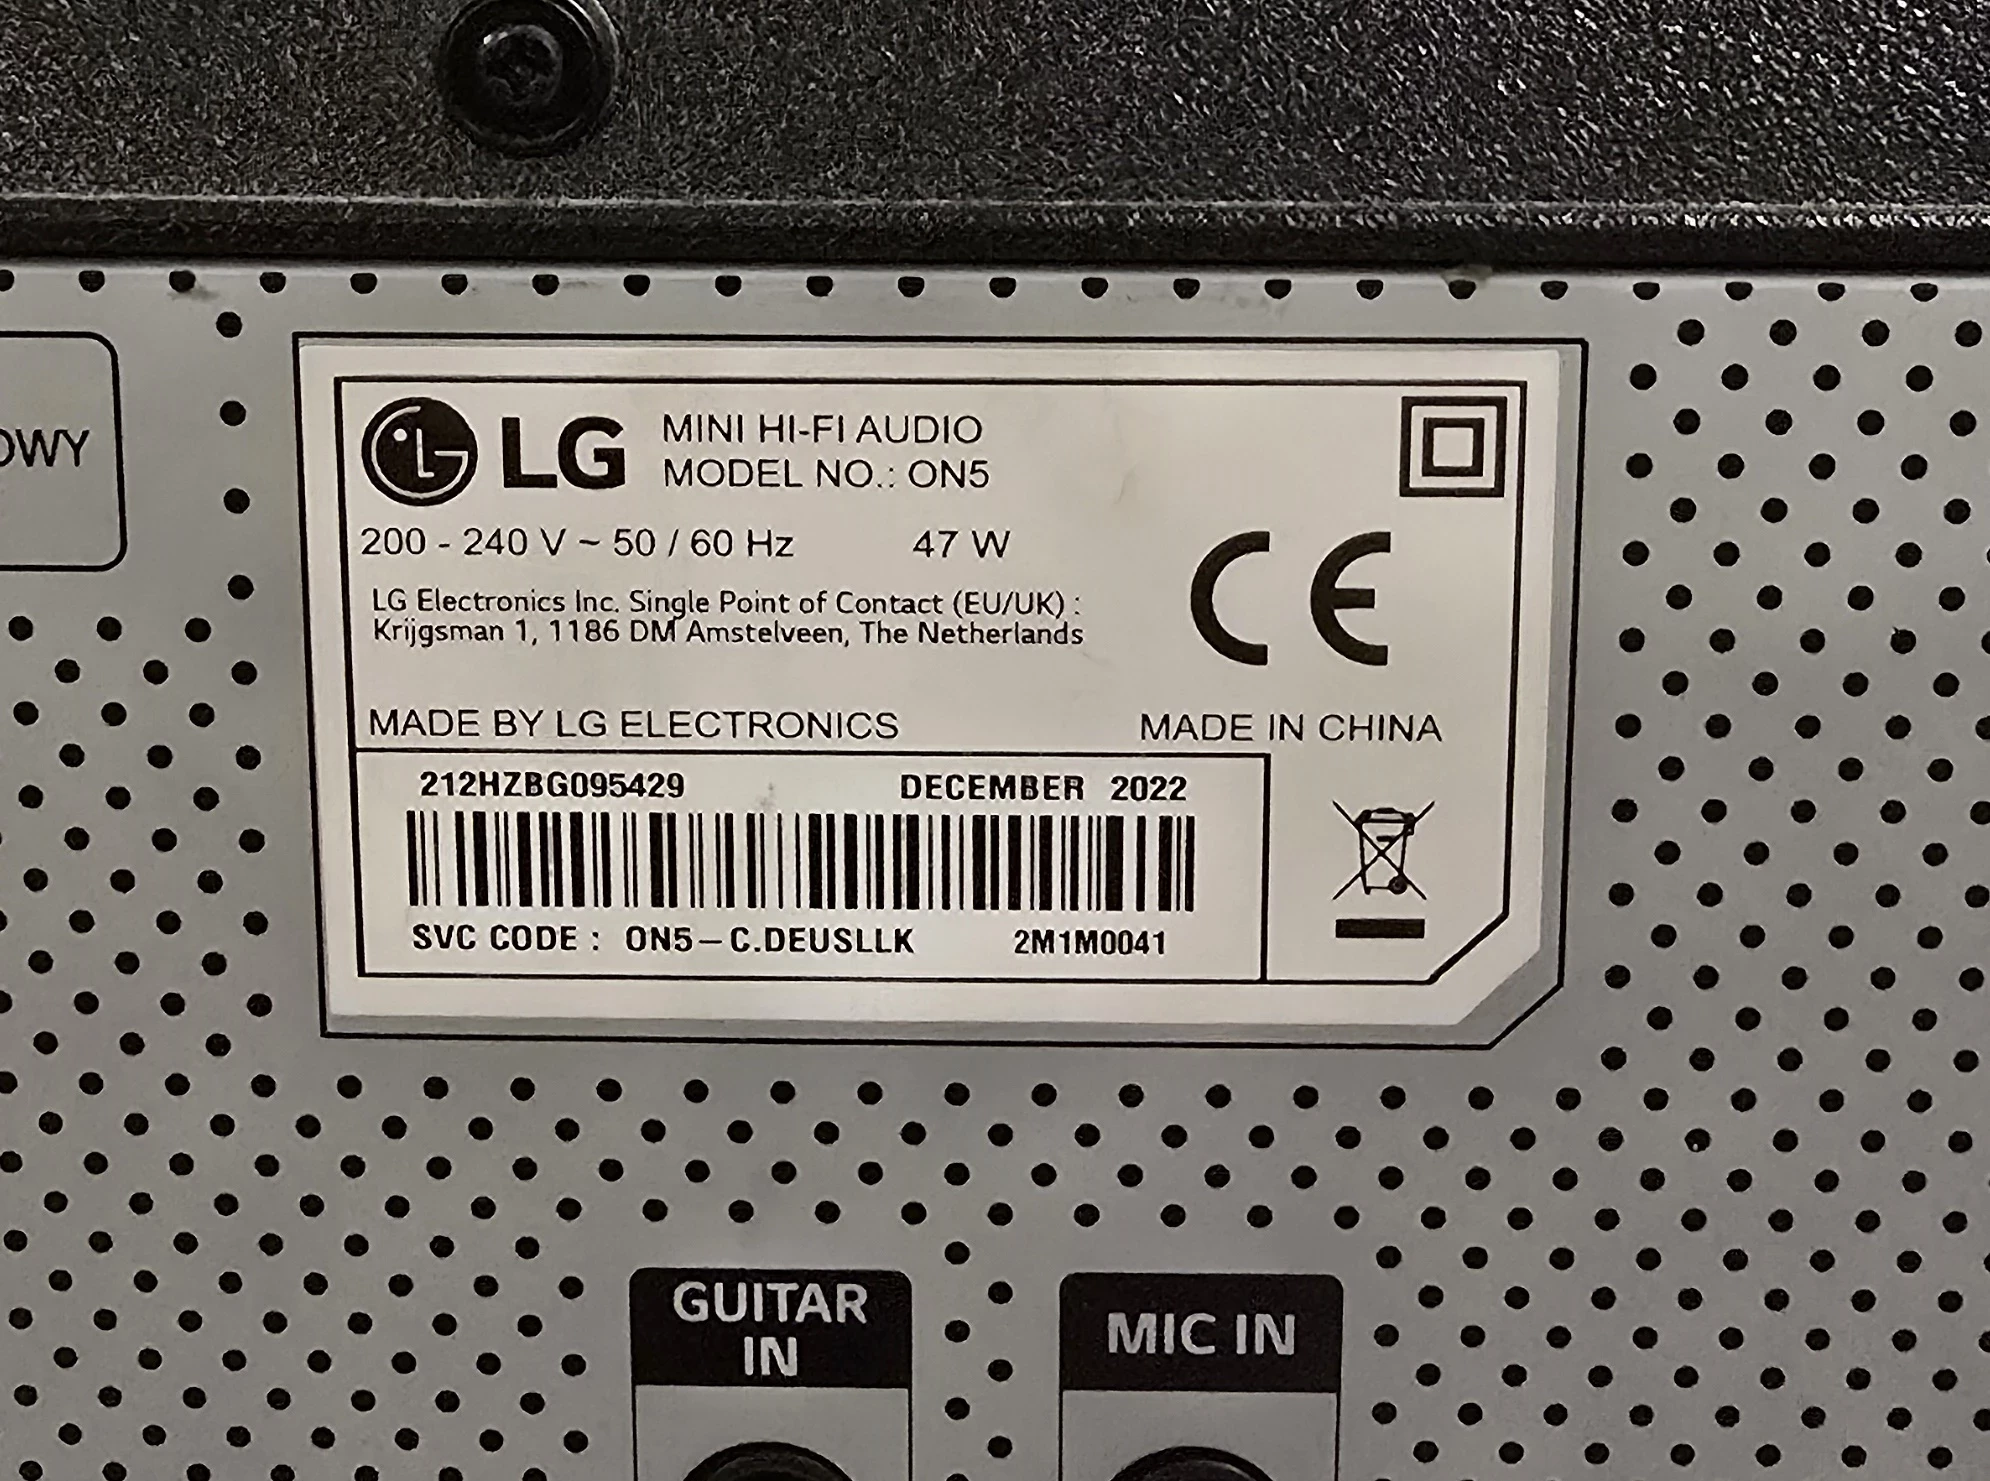 OWY
LG MINI HI-FI AUDIO
MODEL NO.: ON5
200 - 240 V ~ 50 / 60 Hz 47 W
LG Electronics Inc. Single Point of Contact (EU/UK) :
Krijgsman 1, 1186 DM Amstelveen, The Netherlands
CE
MADE BY LG ELECTRONICS MADE IN CHINA
212HZBG095429 DECEMBER 2022
SVC CODE : ON5-C.DEUSLLK 2M1M0041
GUITAR
IN
MIC IN